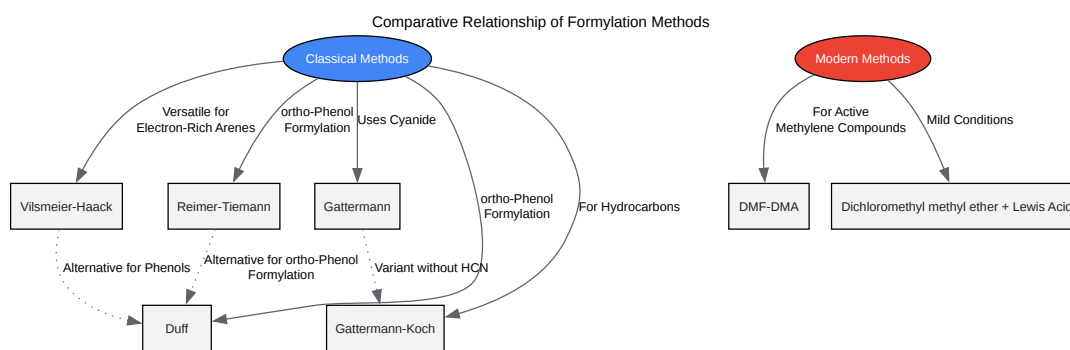 Comparative Relationship of Formylation Methods
Classical Methods
Modern Methods
Versatile for
Electron-Rich Arenes
ortho-Phenol
Formylation
Uses Cyanide
For Active
Methylene Compounds
Mild Conditions
Vilsmeier-Haack
Reimer-Tiemann
Gattermann
ortho-Phenol
Formylation
For Hydrocarbons
DMF-DMA
Dichloromethyl methyl ether + Lewis Acid
Alternative for Phenols
Alternative for ortho-Phenol
Formylation
Variant without HCN
Duff
Gattermann-Koch